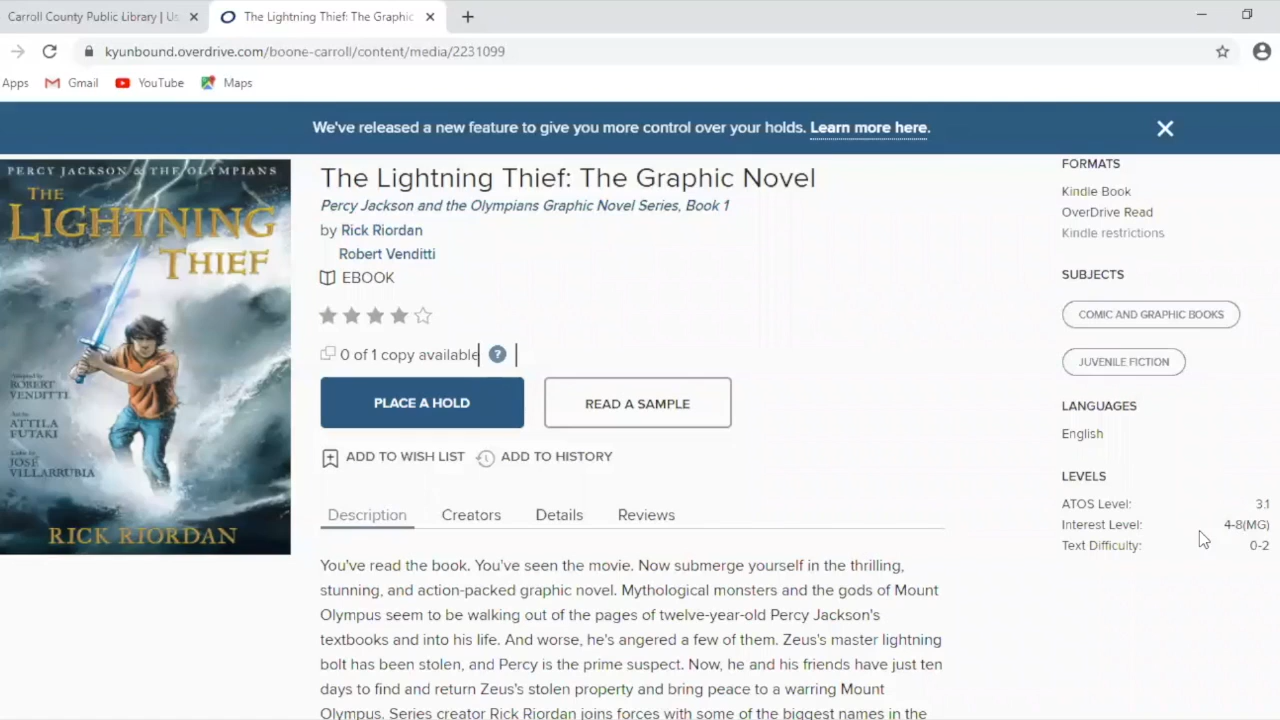 Carroll County Public Library | Us
The Lightning Thief: The Graphic
kyunbound.overdrive.com/boone-carroll/content/media/2231099
Apps Gmail YouTube Maps
We've released a new feature to give you more control over your holds. Learn more here.
PERCY JACKSON & THE OLYMPIANS
THE
LIGHTNING
THIEF
Adapted by
ROBERT
VENDITTI
Art by
ATTILA
FUTAKI
Color by
JOSÉ
VILLARRUBIA
RICK RIORDAN
The Lightning Thief: The Graphic Novel
Percy Jackson and the Olympians Graphic Novel Series, Book 1
by Rick Riordan
Robert Venditti
EBOOK
0 of 1 copy available ?
PLACE A HOLD READ A SAMPLE
ADD TO WISH LIST ADD TO HISTORY
Description Creators Details Reviews
You've read the book. You've seen the movie. Now submerge yourself in the thrilling,
stunning, and action-packed graphic novel. Mythological monsters and the gods of Mount
Olympus seem to be walking out of the pages of twelve-year-old Percy Jackson's
textbooks and into his life. And worse, he's angered a few of them. Zeus's master lightning
bolt has been stolen, and Percy is the prime suspect. Now, he and his friends have just ten
days to find and return Zeus's stolen property and bring peace to a warring Mount
Olympus. Series creator Rick Riordan joins forces with some of the biggest names in the
FORMATS
Kindle Book
OverDrive Read
Kindle restrictions
SUBJECTS
COMIC AND GRAPHIC BOOKS
JUVENILE FICTION
LANGUAGES
English
LEVELS
ATOS Level: 3.1
Interest Level: 4-8(MG)
Text Difficulty: 0-2